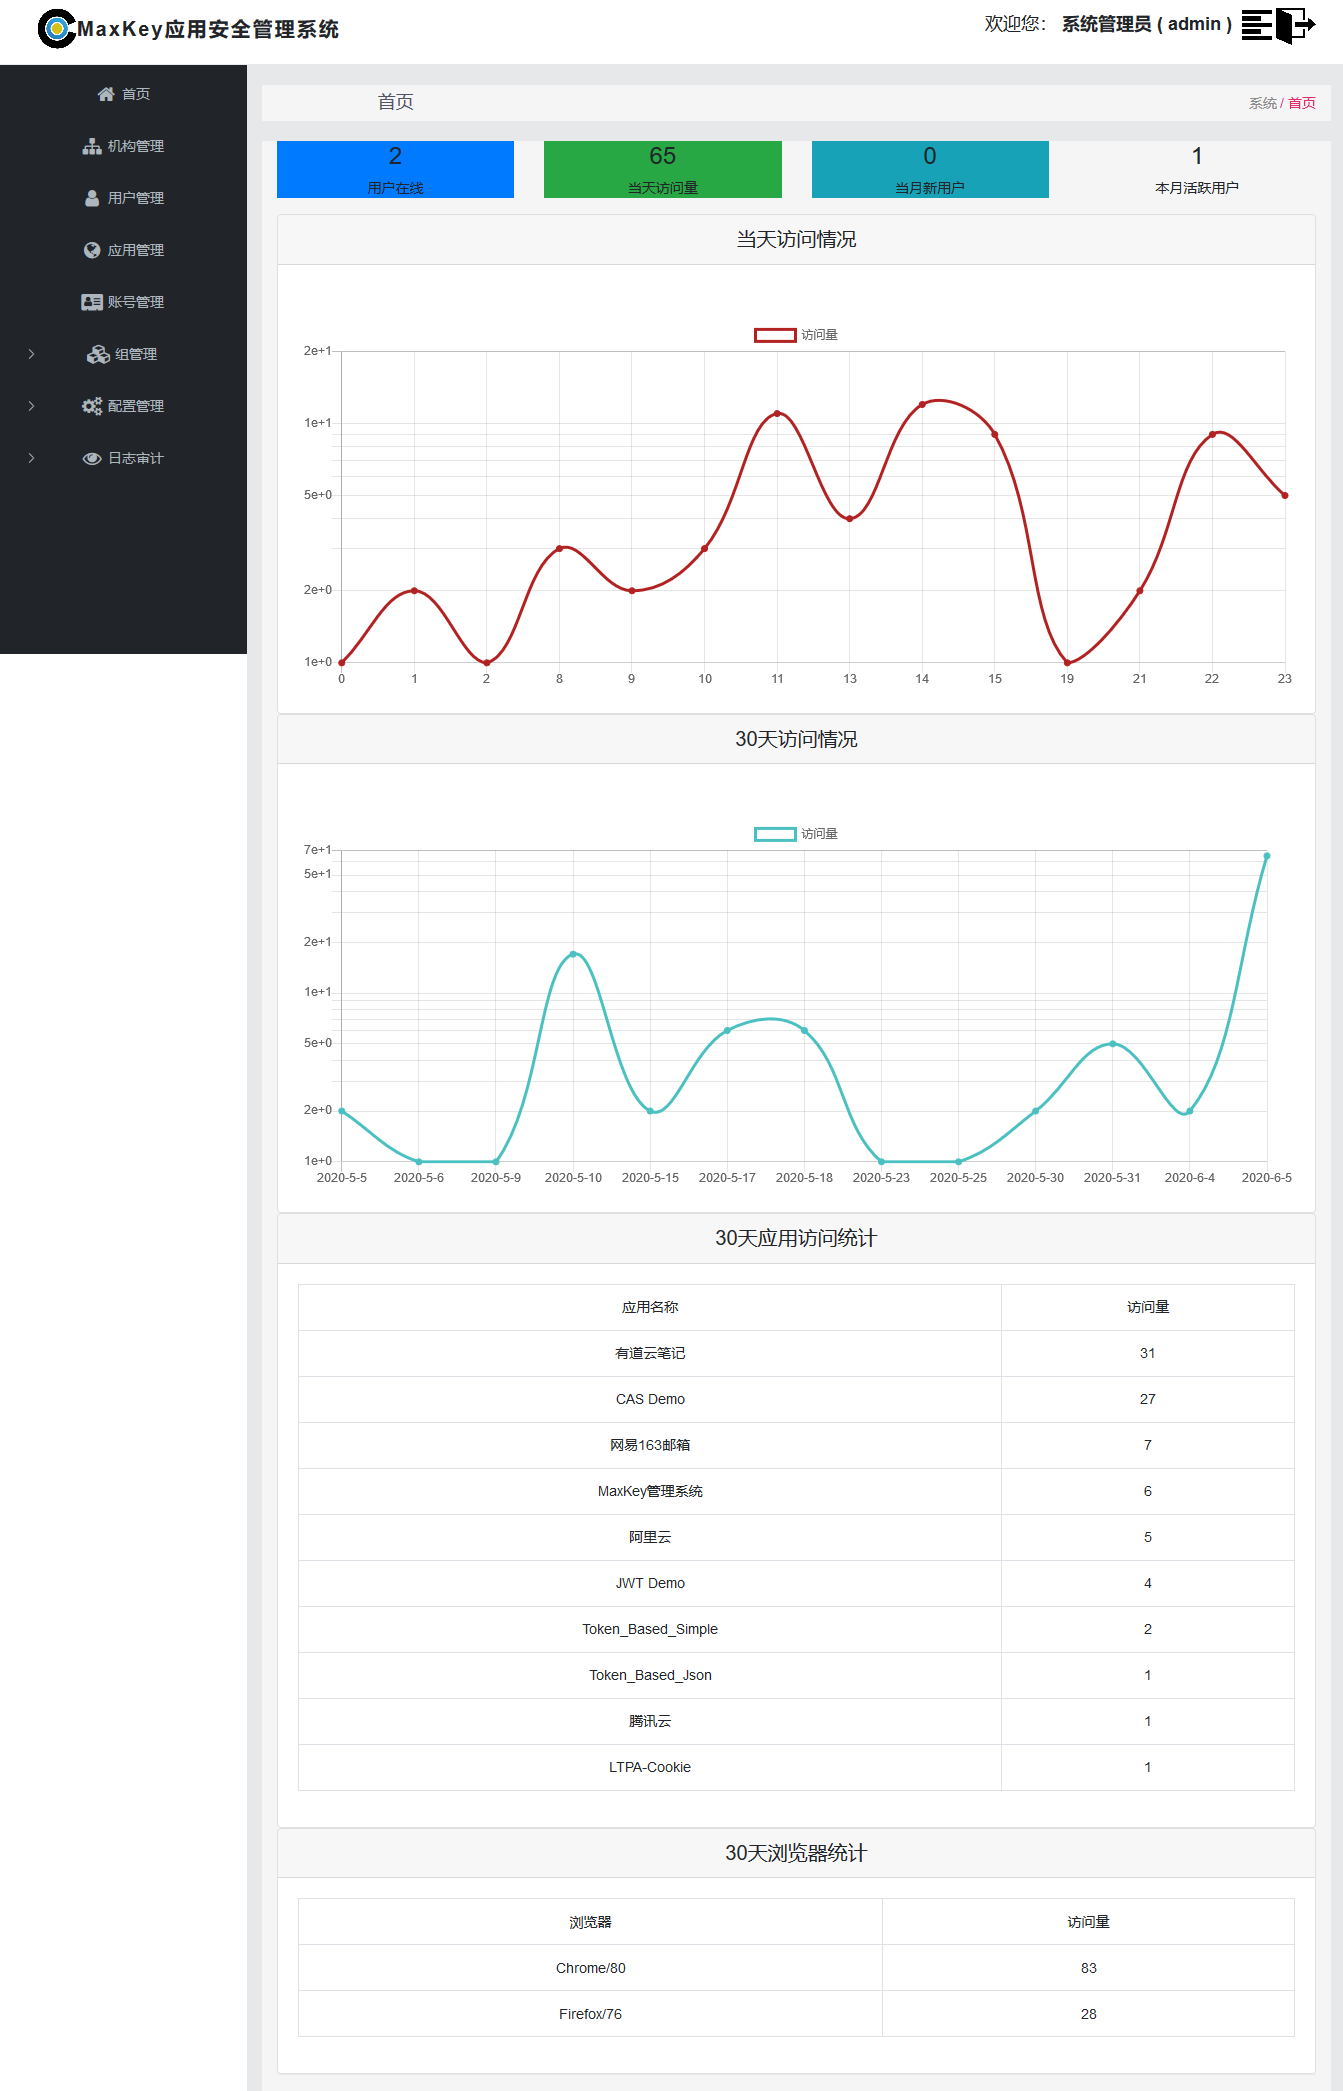 MaxKey应用安全管理系统
欢迎您： 系统管理员 ( admin )
首页
机构管理
用户管理
应用管理
账号管理
组管理
配置管理
日志审计
首页
系统 / 首页
2
用户在线
65
当天访问量
0
当月新用户
1
本月活跃用户
当天访问情况
访问量
2e+1
1e+1
5e+0
2e+0
1e+0
0 1 2 8 9 10 11 13 14 15 19 21 22 23
30天访问情况
访问量
7e+1
5e+1
2e+1
1e+1
5e+0
2e+0
1e+0
2020-5-5 2020-5-6 2020-5-9 2020-5-10 2020-5-15 2020-5-17 2020-5-18 2020-5-23 2020-5-25 2020-5-30 2020-5-31 2020-6-4 2020-6-5
30天应用访问统计
应用名称 访问量
有道云笔记 31
CAS Demo 27
网易163邮箱 7
MaxKey管理系统 6
阿里云 5
JWT Demo 4
Token_Based_Simple 2
Token_Based_Json 1
腾讯云 1
LTPA-Cookie 1
30天浏览器统计
浏览器 访问量
Chrome/80 83
Firefox/76 28